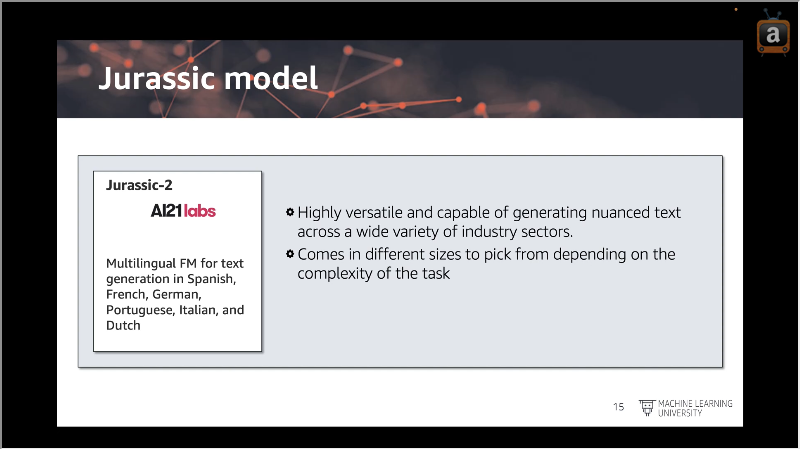 a
Jurassic model
Jurassic-2
AI21labs
Multilingual FM for text
generation in Spanish,
French, German,
Portuguese, Italian, and
Dutch
Highly versatile and capable of generating nuanced text
across a wide variety of industry sectors.
Comes in different sizes to pick from depending on the
complexity of the task
15
MACHINE LEARNING
UNIVERSITY